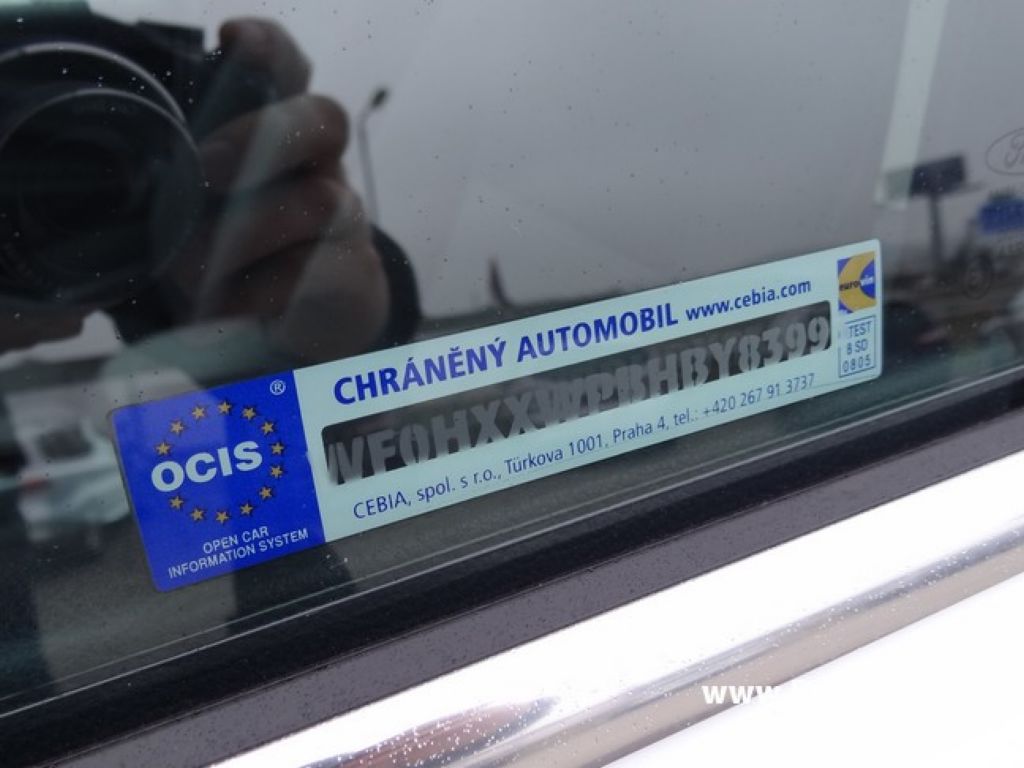 ®
OCIS
OPEN CAR
INFORMATION SYSTEM
CHRÁNĚNÝ AUTOMOBIL www.cebia.com
WF0HXXWPBHBY8399
CEBIA, spol. s r.o., Türkova 1001, Praha 4, tel.: +420 267 91 3737
TEST
8 SD
0805
www.